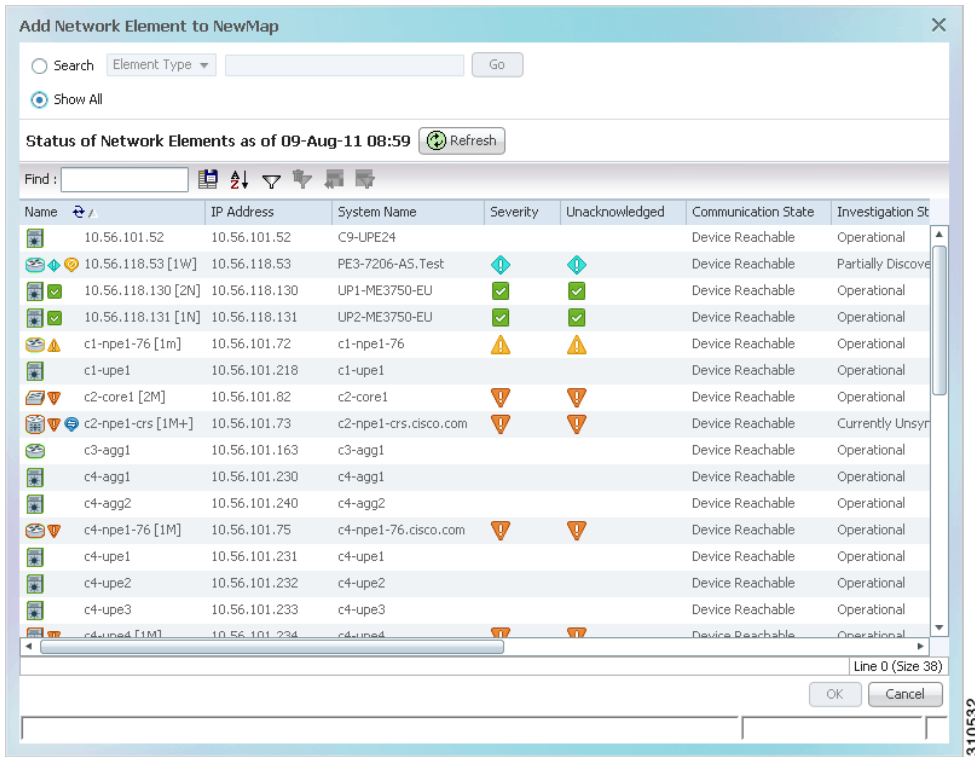 Add Network Element to NewMap
Search Element Type Go
Show All
Status of Network Elements as of 09-Aug-11 08:59 Refresh
Find :
Name IP Address System Name Severity Unacknowledged Communication State Investigation St
10.56.101.52 10.56.101.52 C9-UPE24 Device Reachable Operational
10.56.118.53 [1W] 10.56.118.53 PE3-7206-AS.Test Device Reachable Partially Discove
10.56.118.130 [2N] 10.56.118.130 UP1-ME3750-EU Device Reachable Operational
10.56.118.131 [1N] 10.56.118.131 UP2-ME3750-EU Device Reachable Operational
c1-npe1-76 [1m] 10.56.101.72 c1-npe1-76 Device Reachable Operational
c1-upe1 10.56.101.218 c1-upe1 Device Reachable Operational
c2-core1 [2M] 10.56.101.82 c2-core1 Device Reachable Operational
c2-npe1-crs [1M+] 10.56.101.73 c2-npe1-crs.cisco.com Device Reachable Currently Unsyn
c3-agg1 10.56.101.163 c3-agg1 Device Reachable Operational
c4-agg1 10.56.101.230 c4-agg1 Device Reachable Operational
c4-agg2 10.56.101.240 c4-agg2 Device Reachable Operational
c4-npe1-76 [1M] 10.56.101.75 c4-npe1-76.cisco.com Device Reachable Operational
c4-upe1 10.56.101.231 c4-upe1 Device Reachable Operational
c4-upe2 10.56.101.232 c4-upe2 Device Reachable Operational
c4-upe3 10.56.101.233 c4-upe3 Device Reachable Operational
c4-upe4 [1M] 10.56.101.234 c4-upe4 Device Reachable Operational
Line 0 (Size 38)
OK Cancel
310532